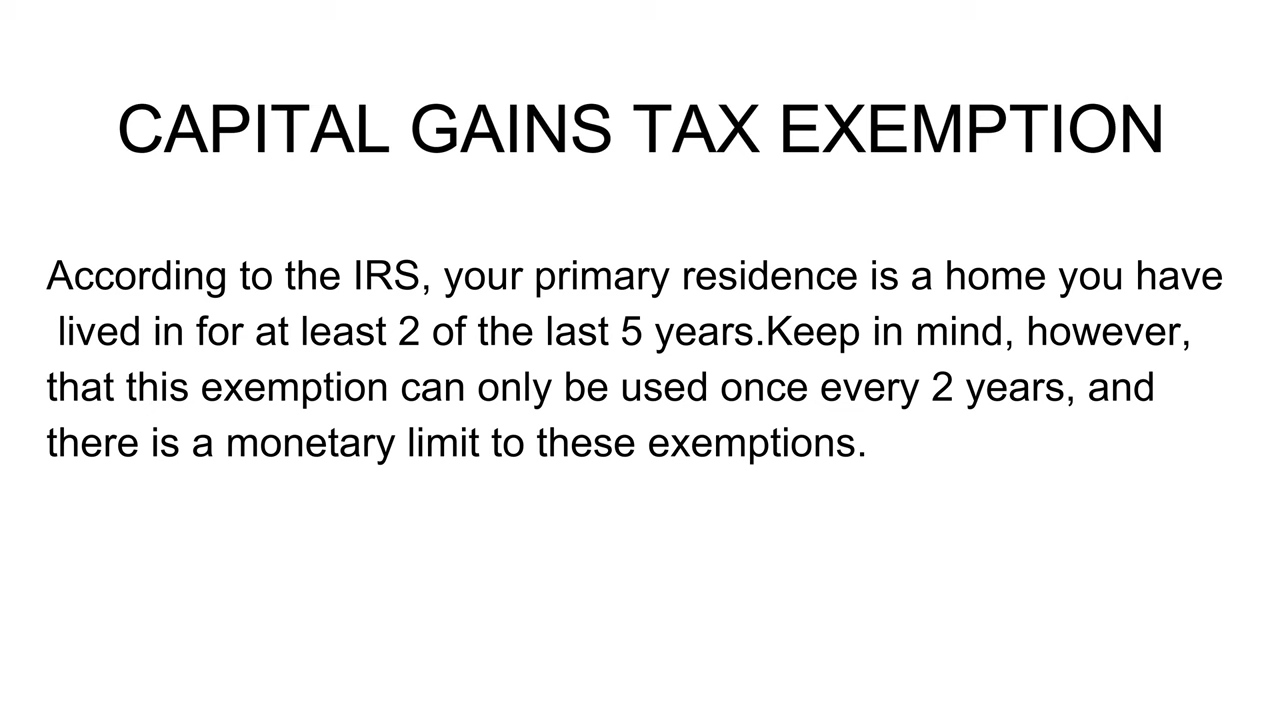 CAPITAL GAINS TAX EXEMPTION
According to the IRS, your primary residence is a home you have
lived in for at least 2 of the last 5 years.Keep in mind, however,
that this exemption can only be used once every 2 years, and
there is a monetary limit to these exemptions.